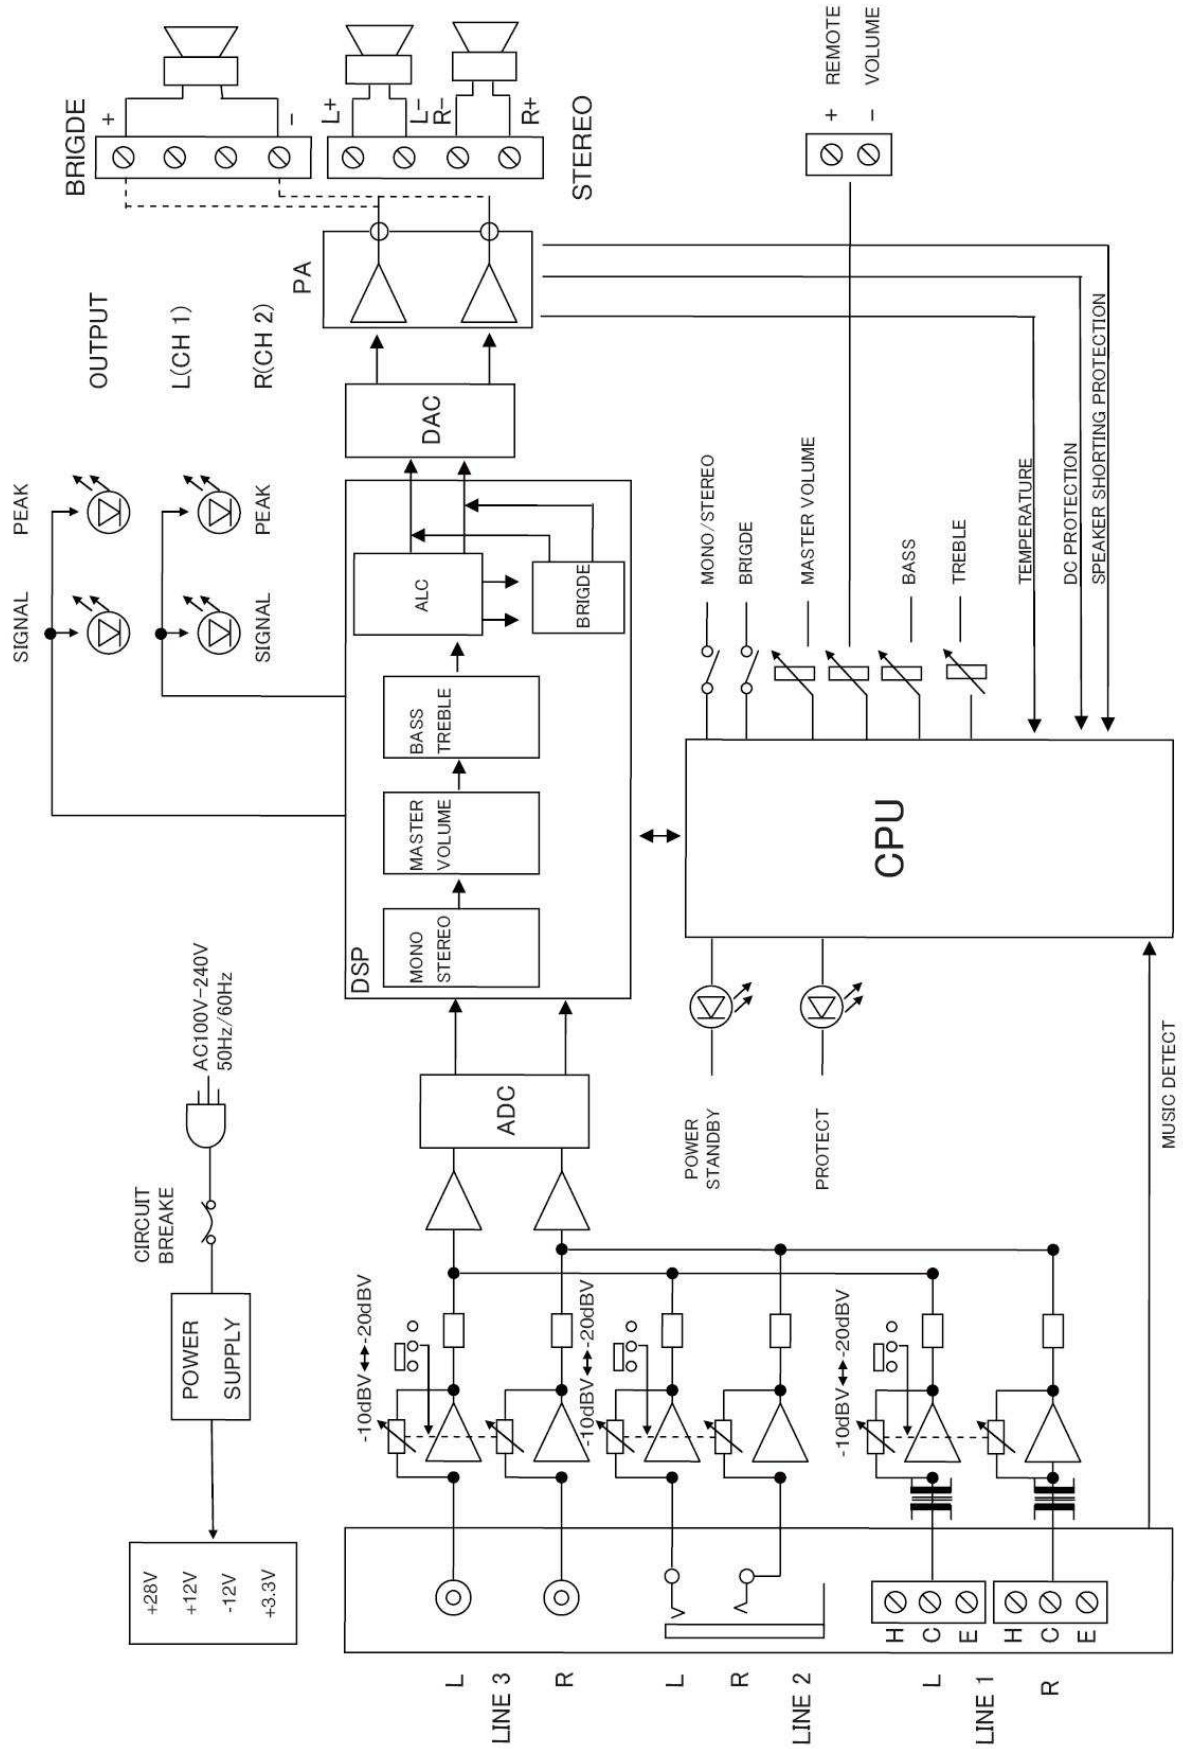 +28V
+12V
-12V
+3.3V
POWER
SUPPLY
CIRCUIT
BREAKE
AC100V-240V
50Hz/60Hz
SIGNAL
PEAK
SIGNAL
PEAK
OUTPUT
L(CH 1)
R(CH 2)
BRIGDE
+
-
L+
L-
R-
R+
STEREO
LINE 3
L
R
-10dBV
-20dBV
LINE 2
L
R
-10dBV
-20dBV
LINE 1
L
R
H
C
E
H
C
E
-10dBV
-20dBV
ADC
DSP
MONO
STEREO
MASTER
VOLUME
BASS
TREBLE
ALC
BRIGDE
DAC
PA
POWER
STANDBY
PROTECT
MUSIC DETECT
CPU
MONO/STEREO
BRIGDE
MASTER VOLUME
BASS
TREBLE
TEMPERATURE
DC PROTECTION
SPEAKER SHORTING PROTECTION
+
REMOTE
-
VOLUME